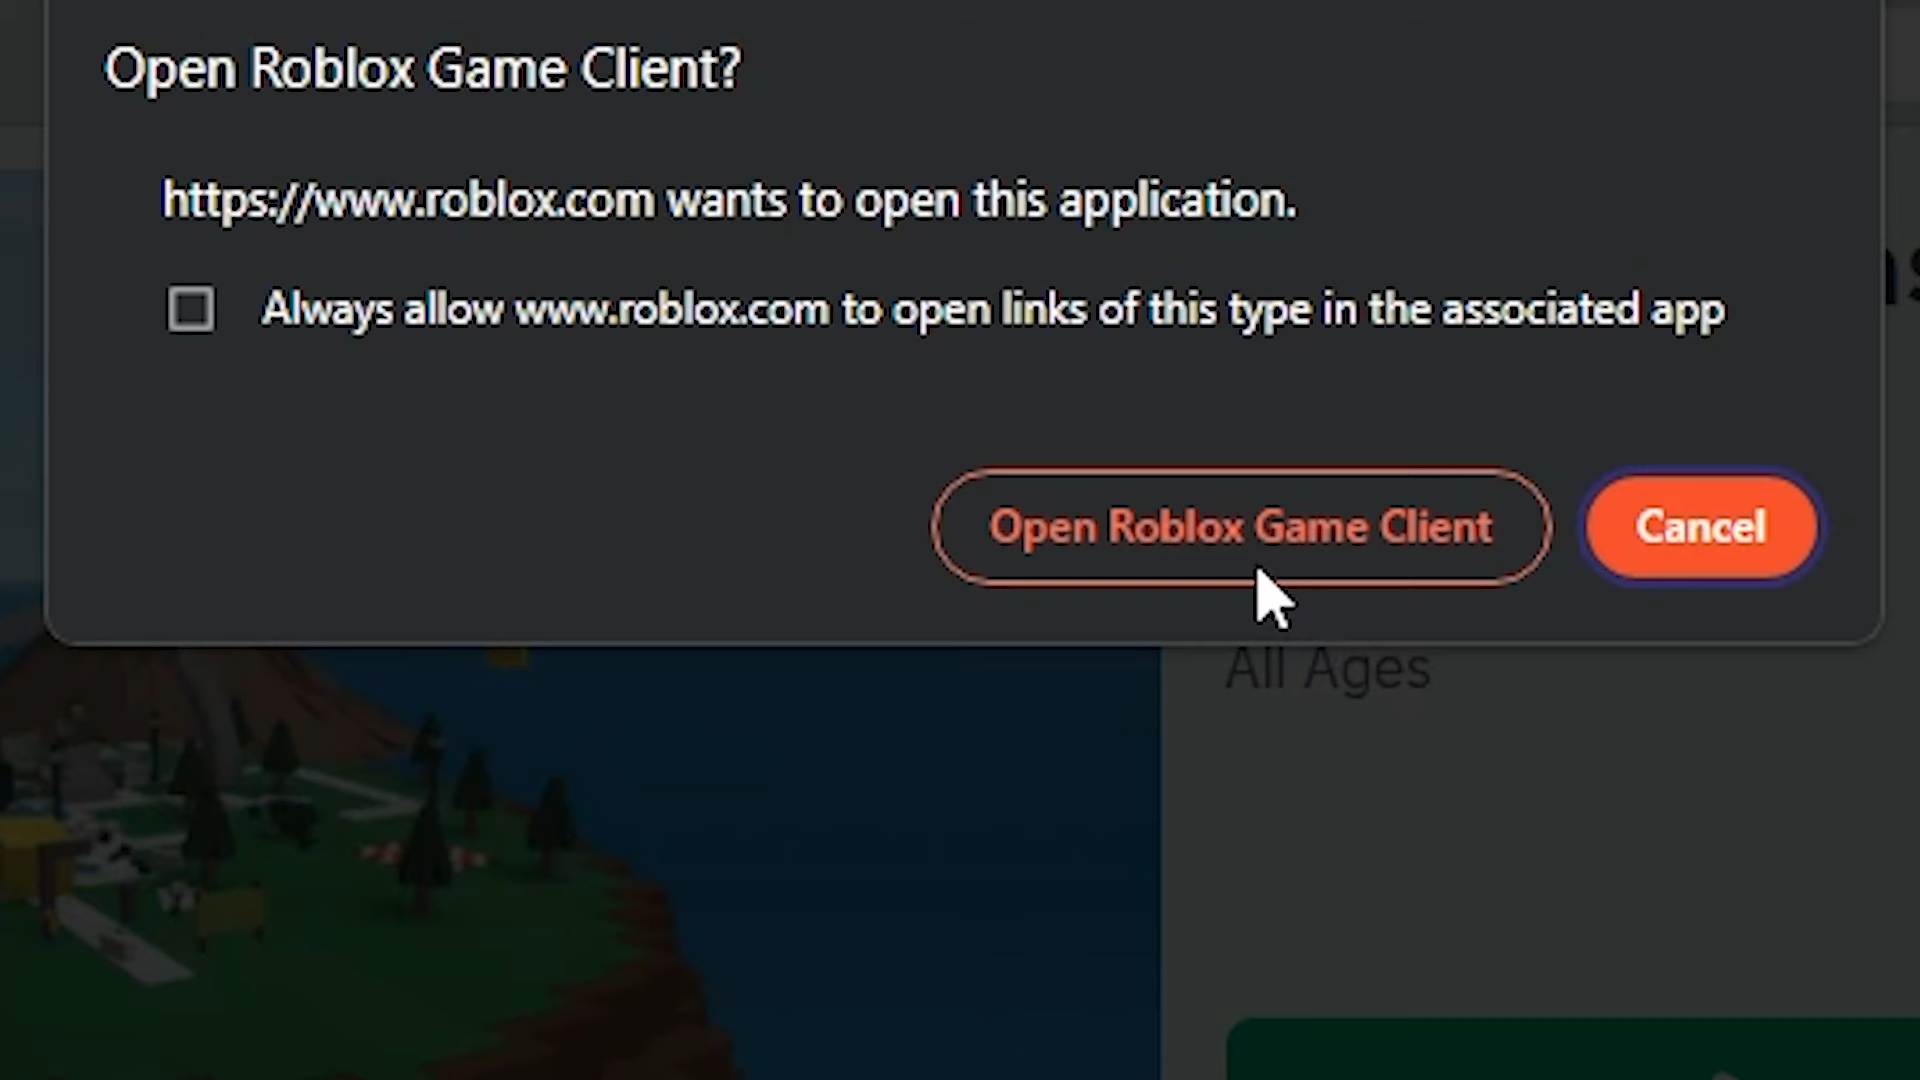 Open Roblox Game Client?
https://www.roblox.com wants to open this application.
Always allow www.roblox.com to open links of this type in the associated app
Open Roblox Game Client
Cancel
All Ages